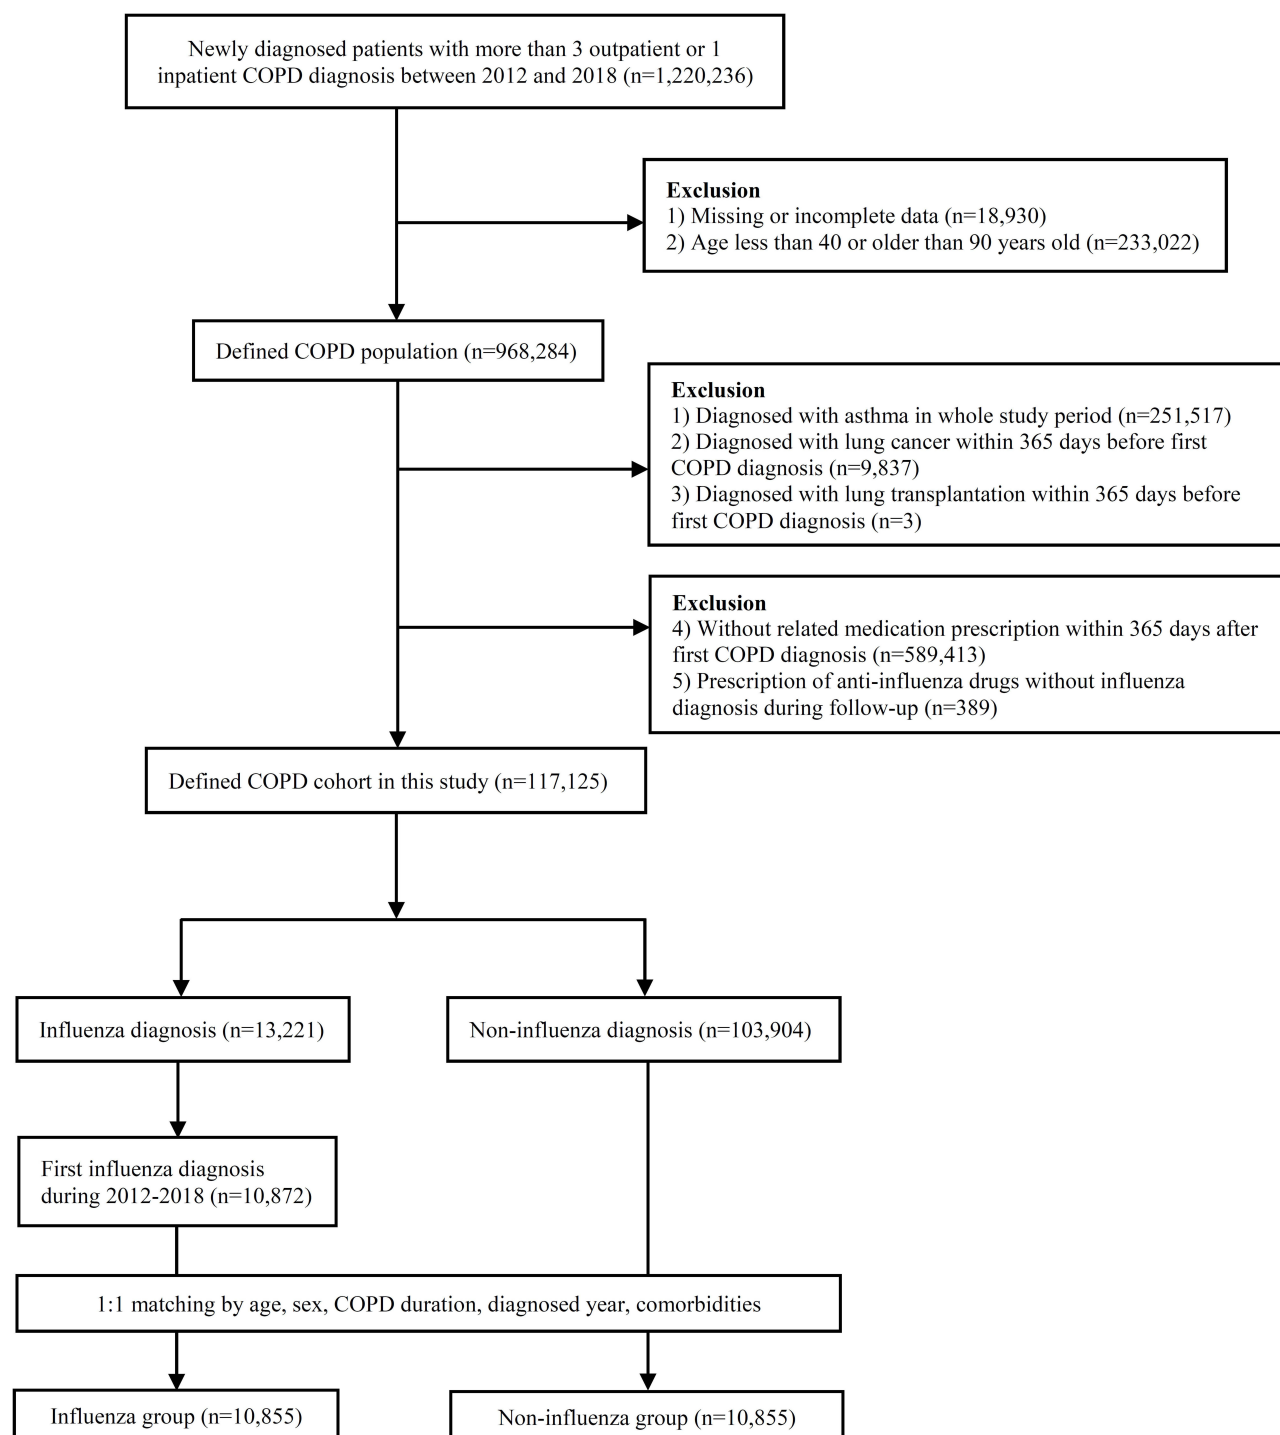 Newly diagnosed patients with more than 3 outpatient or 1
inpatient COPD diagnosis between 2012 and 2018 (n=1,220,236)
Exclusion
1) Missing or incomplete data (n=18,930)
2) Age less than 40 or older than 90 years old (n=233,022)
Defined COPD population (n=968,284)
Exclusion
1) Diagnosed with asthma in whole study period (n=251,517)
2) Diagnosed with lung cancer within 365 days before first
COPD diagnosis (n=9,837)
3) Diagnosed with lung transplantation within 365 days before
first COPD diagnosis (n=3)
Exclusion
4) Without related medication prescription within 365 days after
first COPD diagnosis (n=589,413)
5) Prescription of anti-influenza drugs without influenza
diagnosis during follow-up (n=389)
Defined COPD cohort in this study (n=117,125)
Influenza diagnosis (n=13,221)
Non-influenza diagnosis (n=103,904)
First influenza diagnosis
during 2012-2018 (n=10,872)
1:1 matching by age, sex, COPD duration, diagnosed year, comorbidities
Influenza group (n=10,855)
Non-influenza group (n=10,855)